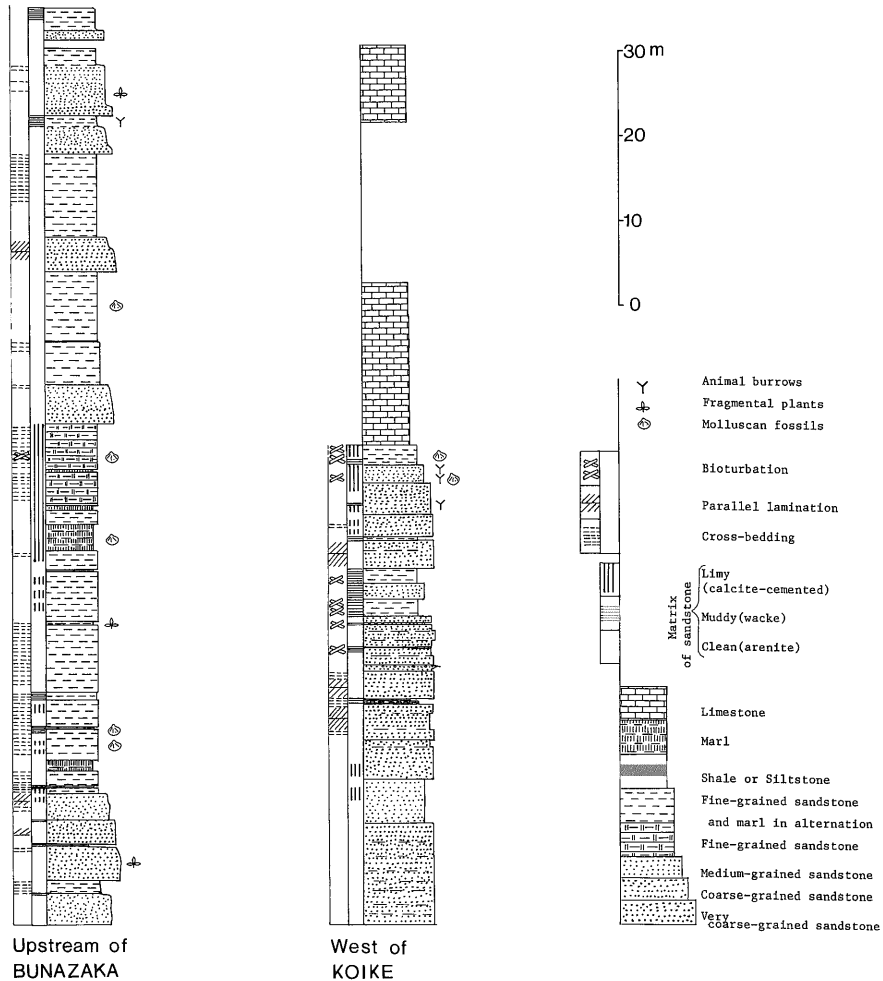 30 m
20
10
0
Animal burrows
Fragmental plants
Molluscan fossils
Bioturbation
Parallel lamination
Cross-bedding
Matrix
of sandstone
Limy
(calcite-cemented)
Muddy(wacke)
Clean(arenite)
Limestone
Marl
Shale or Siltstone
Fine-grained sandstone
and marl in alternation
Fine-grained sandstone
Medium-grained sandstone
Coarse-grained sandstone
Very
coarse-grained sandstone
Upstream of
BUNAZAKA
West of
KOIKE